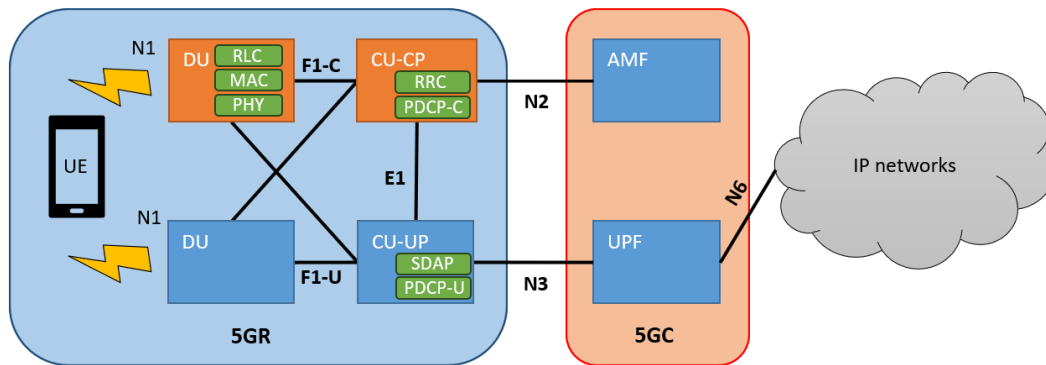 N1
DU
RLC
MAC
PHY
F1-C
CU-CP
RRC
PDCP-C
N2
AMF
UE
E1
IP networks
N6
N1
DU
F1-U
CU-UP
SDAP
PDCP-U
N3
UPF
5GR
5GC